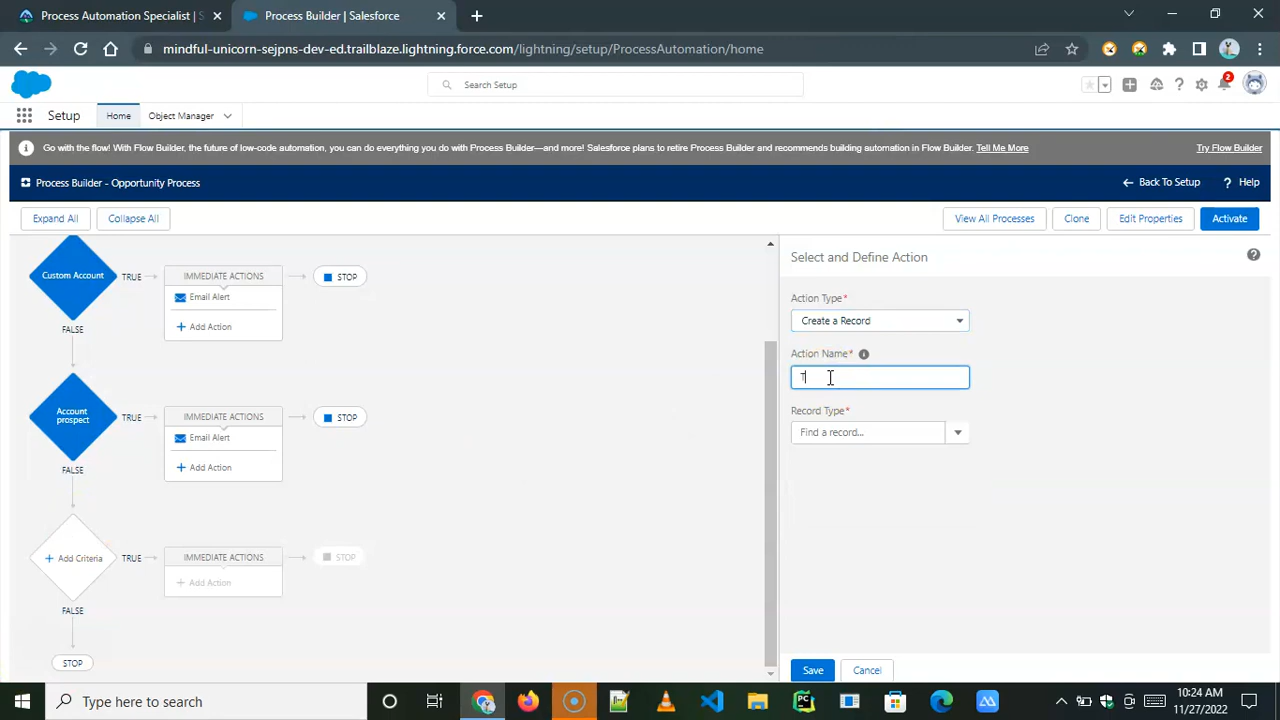 Process Automation Specialist | S
Process Builder | Salesforce
mindful-unicorn-sejpns-dev-ed.trailblaze.lightning.force.com/lightning/setup/ProcessAutomation/home
Search Setup
2
Setup
Home
Object Manager
Go with the flow! With Flow Builder, the future of low-code automation, you can do everything you do with Process Builder—and more! Salesforce plans to retire Process Builder and recommends building automation in Flow Builder. Tell Me More
Try Flow Builder
Process Builder - Opportunity Process
Back To Setup
? Help
Expand All
Collapse All
View All Processes
Clone
Edit Properties
Activate
Custom Account
TRUE
IMMEDIATE ACTIONS
STOP
Email Alert
+ Add Action
FALSE
Account
prospect
TRUE
IMMEDIATE ACTIONS
STOP
Email Alert
+ Add Action
FALSE
+ Add Criteria
TRUE
IMMEDIATE ACTIONS
STOP
+ Add Action
FALSE
STOP
Select and Define Action
Action Type*
Create a Record
Action Name*
T
Record Type*
Find a record...
Save
Cancel
Type here to search
10:24 AM
11/27/2022